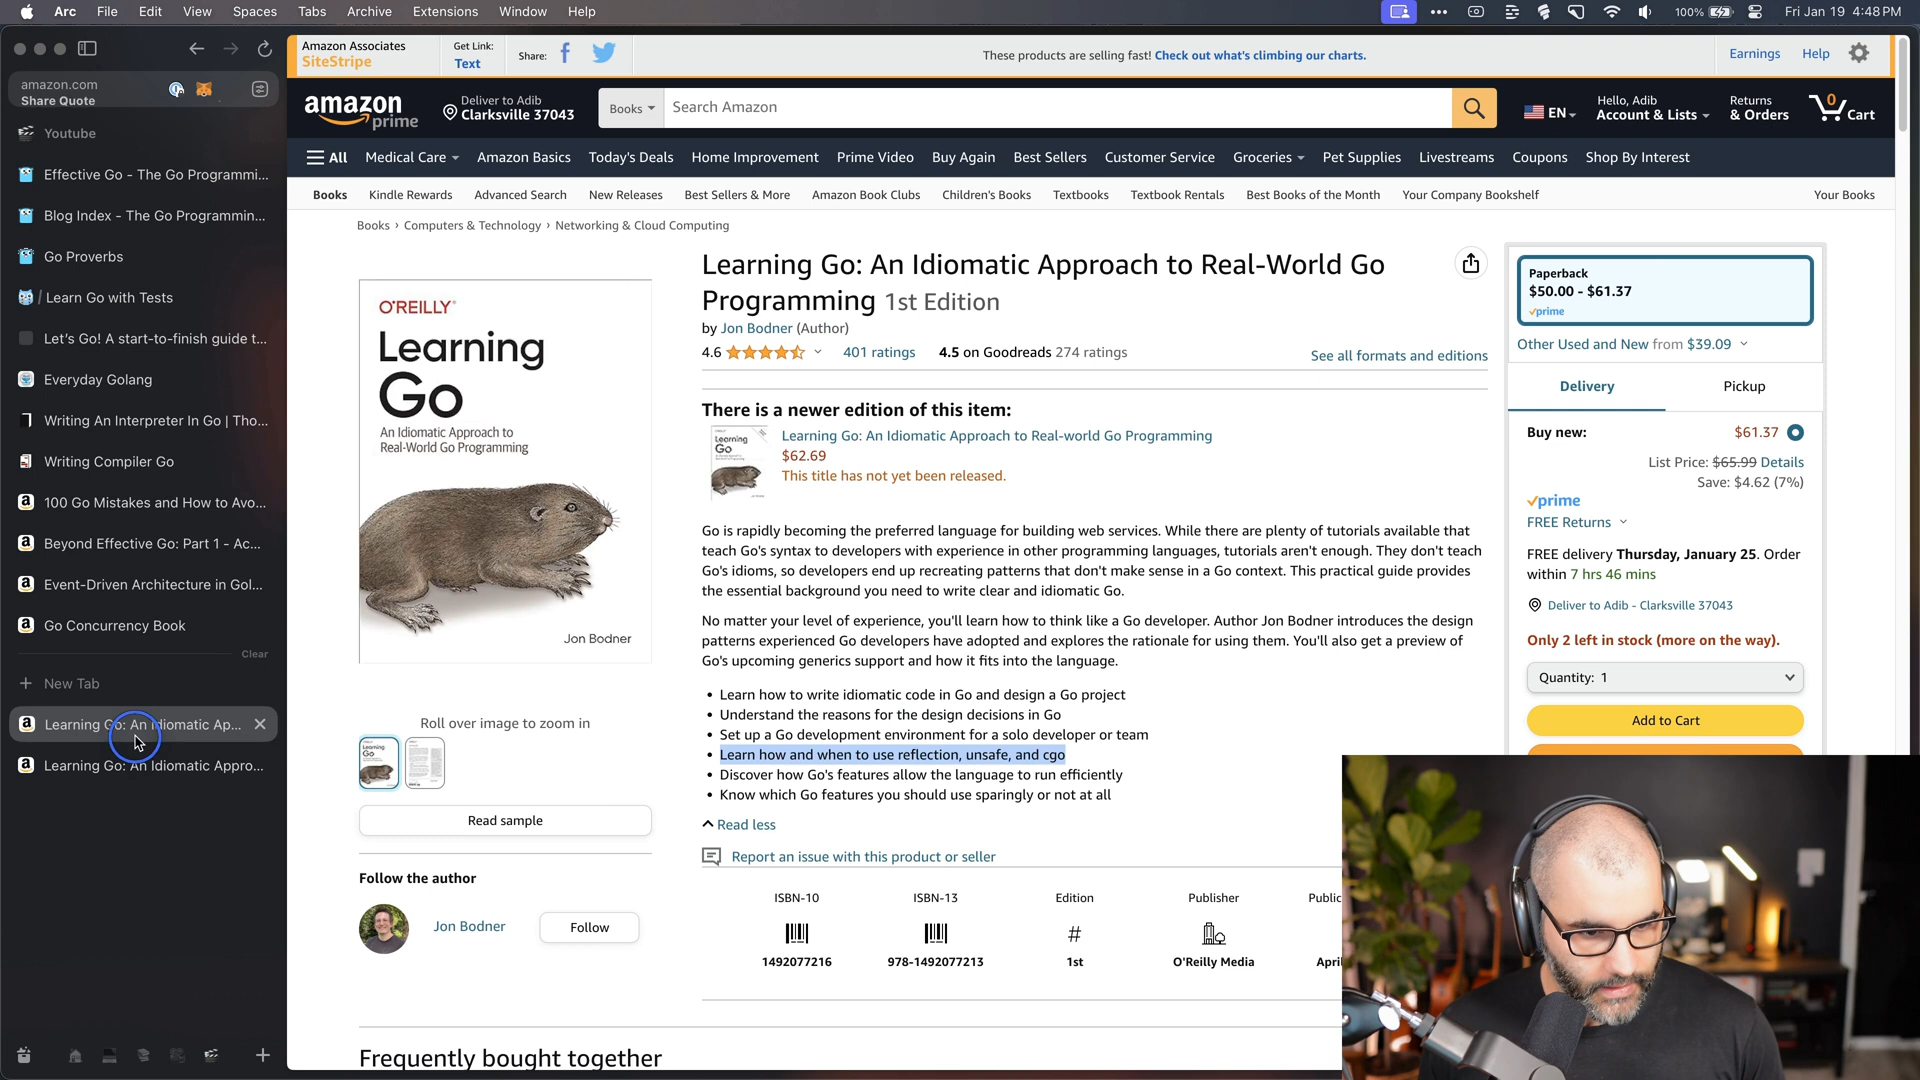 Arc File Edit View Spaces Tabs Archive Extensions Window Help
100% Fri Jan 19 4:48 PM
amazon.com
Share Quote
Youtube
Effective Go - The Go Programmi...
Blog Index - The Go Programmin...
Go Proverbs
/ Learn Go with Tests
Let's Go! A start-to-finish guide t...
Everyday Golang
Writing An Interpreter In Go | Tho...
Writing Compiler Go
100 Go Mistakes and How to Avo...
Beyond Effective Go: Part 1 - Ac...
Event-Driven Architecture in Gol...
Go Concurrency Book
Clear
+ New Tab
Learning Go: An Idiomatic Ap...
Learning Go: An Idiomatic Appro...
Amazon Associates
SiteStripe
Get Link:
Text
Share:
These products are selling fast! Check out what's climbing our charts.
Earnings Help
amazon
prime
Deliver to Adib
Clarksville 37043
Books
Search Amazon
EN
Hello, Adib
Account & Lists
Returns
& Orders
0
Cart
All Medical Care Amazon Basics Today's Deals Home Improvement Prime Video Buy Again Best Sellers Customer Service Groceries Pet Supplies Livestreams Coupons Shop By Interest
Books Kindle Rewards Advanced Search New Releases Best Sellers & More Amazon Book Clubs Children's Books Textbooks Textbook Rentals Best Books of the Month Your Company Bookshelf Your Books
Books › Computers & Technology › Networking & Cloud Computing
O'REILLY®
Learning
Go
An Idiomatic Approach to
Real-World Go Programming
Jon Bodner
Roll over image to zoom in
Read sample
Follow the author
Jon Bodner
Follow
Learning Go: An Idiomatic Approach to Real-World Go
Programming 1st Edition
by Jon Bodner (Author)
4.6 401 ratings 4.5 on Goodreads 274 ratings
See all formats and editions
There is a newer edition of this item:
Learning Go: An Idiomatic Approach to Real-world Go Programming
$62.69
This title has not yet been released.
Go is rapidly becoming the preferred language for building web services. While there are plenty of tutorials available that
teach Go's syntax to developers with experience in other programming languages, tutorials aren't enough. They don't teach
Go's idioms, so developers end up recreating patterns that don't make sense in a Go context. This practical guide provides
the essential background you need to write clear and idiomatic Go.
No matter your level of experience, you'll learn how to think like a Go developer. Author Jon Bodner introduces the design
patterns experienced Go developers have adopted and explores the rationale for using them. You'll also get a preview of
Go's upcoming generics support and how it fits into the language.
• Learn how to write idiomatic code in Go and design a Go project
• Understand the reasons for the design decisions in Go
• Set up a Go development environment for a solo developer or team
• Learn how and when to use reflection, unsafe, and cgo
• Discover how Go's features allow the language to run efficiently
• Know which Go features you should use sparingly or not at all
Read less
Report an issue with this product or seller
ISBN-10 ISBN-13 Edition Publisher Public
#
1492077216 978-1492077213 1st O'Reilly Media April
Frequently bought together
Paperback
$50.00 - $61.37
prime
Other Used and New from $39.09
Delivery Pickup
Buy new: $61.37
List Price: $65.99 Details
Save: $4.62 (7%)
prime
FREE Returns
FREE delivery Thursday, January 25. Order
within 7 hrs 46 mins
Deliver to Adib - Clarksville 37043
Only 2 left in stock (more on the way).
Quantity: 1
Add to Cart